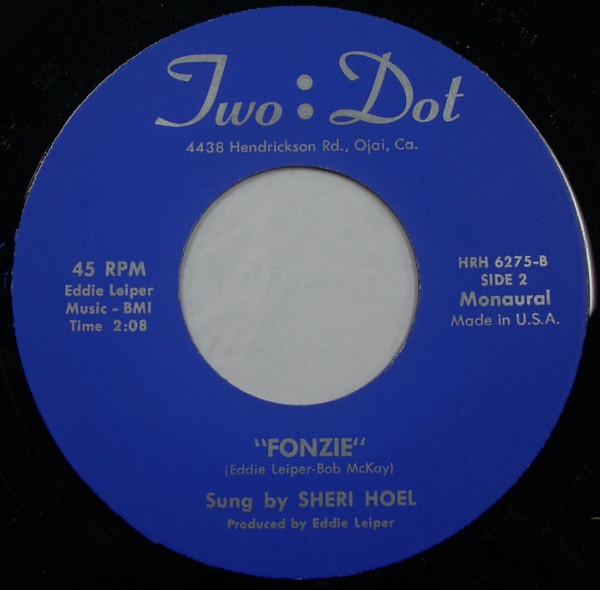 Two : Dot
4438 Hendrickson Rd., Ojai, Ca.
45 RPM
Eddie Leiper
Music - BMI
Time 2:08
HRH 6275-B
SIDE 2
Monaural
Made in U.S.A.
"FONZIE"
(Eddie Leiper-Bob McKay)
Sung by SHERI HOEL
Produced by Eddie Leiper